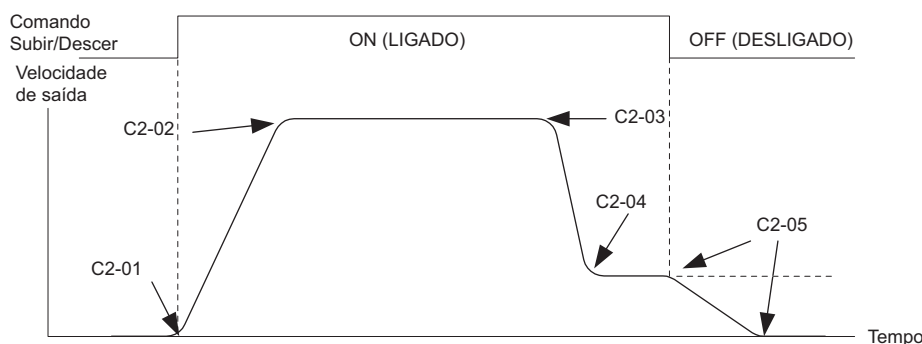 Comando
Subir/Descer
ON (LIGADO)
OFF (DESLIGADO)
Velocidade
de saída
C2-02
C2-03
C2-04
C2-05
C2-01
Tempo